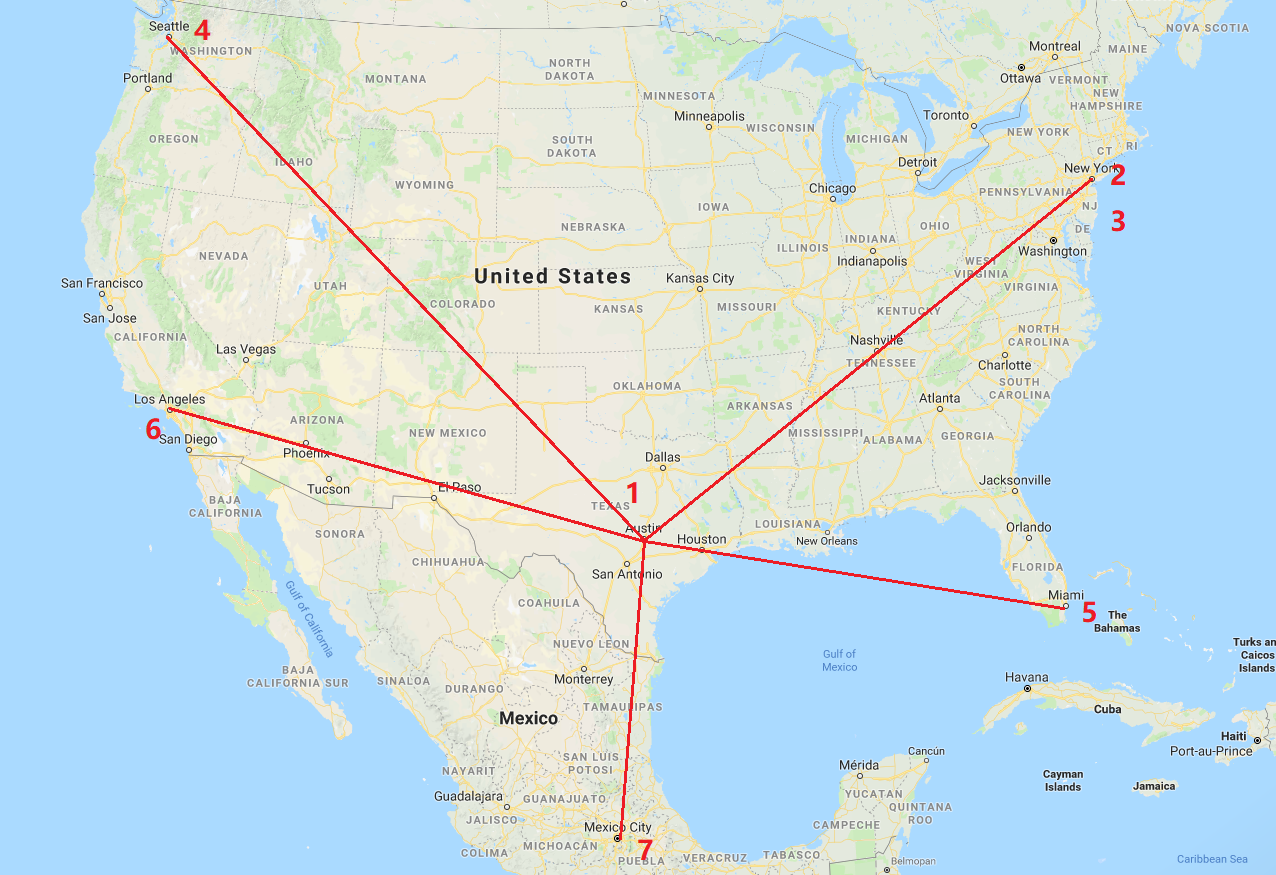 Seattle
4
WASHINGTON
Portland
MONTANA
NORTH
DAKOTA
MINNESOTA
Minneapolis
WISCONSIN
Montreal
Ottawa
VERMONT
MAINE
NOVA SCOTIA
NEW
HAMPSHIRE
Toronto
OREGON
IDAHO
SOUTH
DAKOTA
MICHIGAN
NEW YORK
CT
RI
Detroit
New York
2
WYOMING
Chicago
PENNSYLVANIA
IOWA
NJ
3
NEBRASKA
OHIO
DE
ILLINOIS
INDIANA
Indianapolis
Washington
NEVADA
WEST
VIRGINIA
United States
Kansas City
San Francisco
UTAH
VIRGINIA
COLORADO
KANSAS
MISSOURI
KENTUCKY
San Jose
CALIFORNIA
Las Vegas
Nashville
TENNESSEE
NORTH
CAROLINA
Charlotte
OKLAHOMA
SOUTH
CAROLINA
Los Angeles
ARKANSAS
Atlanta
6
ARIZONA
NEW MEXICO
MISSISSIPPI
ALABAMA
GEORGIA
San Diego
Phoenix
Dallas
Tucson
El Paso
1
TEXAS
Jacksonville
BAJA
CALIFORNIA
SONORA
Austin
Houston
LOUISIANA
New Orleans
Orlando
CHIHUAHUA
San Antonio
FLORIDA
Gulf of California
COAHUILA
Miami
5
The
Bahamas
NUEVO LEON
Gulf of
Mexico
Turks an
Caicos
Islands
BAJA
CALIFORNIA SUR
SINALOA
DURANGO
Monterrey
Havana
TAMAULIPAS
Mexico
Cuba
Haiti
Port-au-Prince
SAN LUIS
POTOSI
NAYARIT
Mérida
Cancún
Cayman
Islands
Jamaica
Guadalajara
GUANAJUATO
YUCATAN
QUINTANA
ROO
JALISCO
Mexico City
CAMPECHE
COLIMA
MICHOACÁN
7
PUEBLA
VERACRUZ
TABASCO
Belmopan
Caribbean Sea